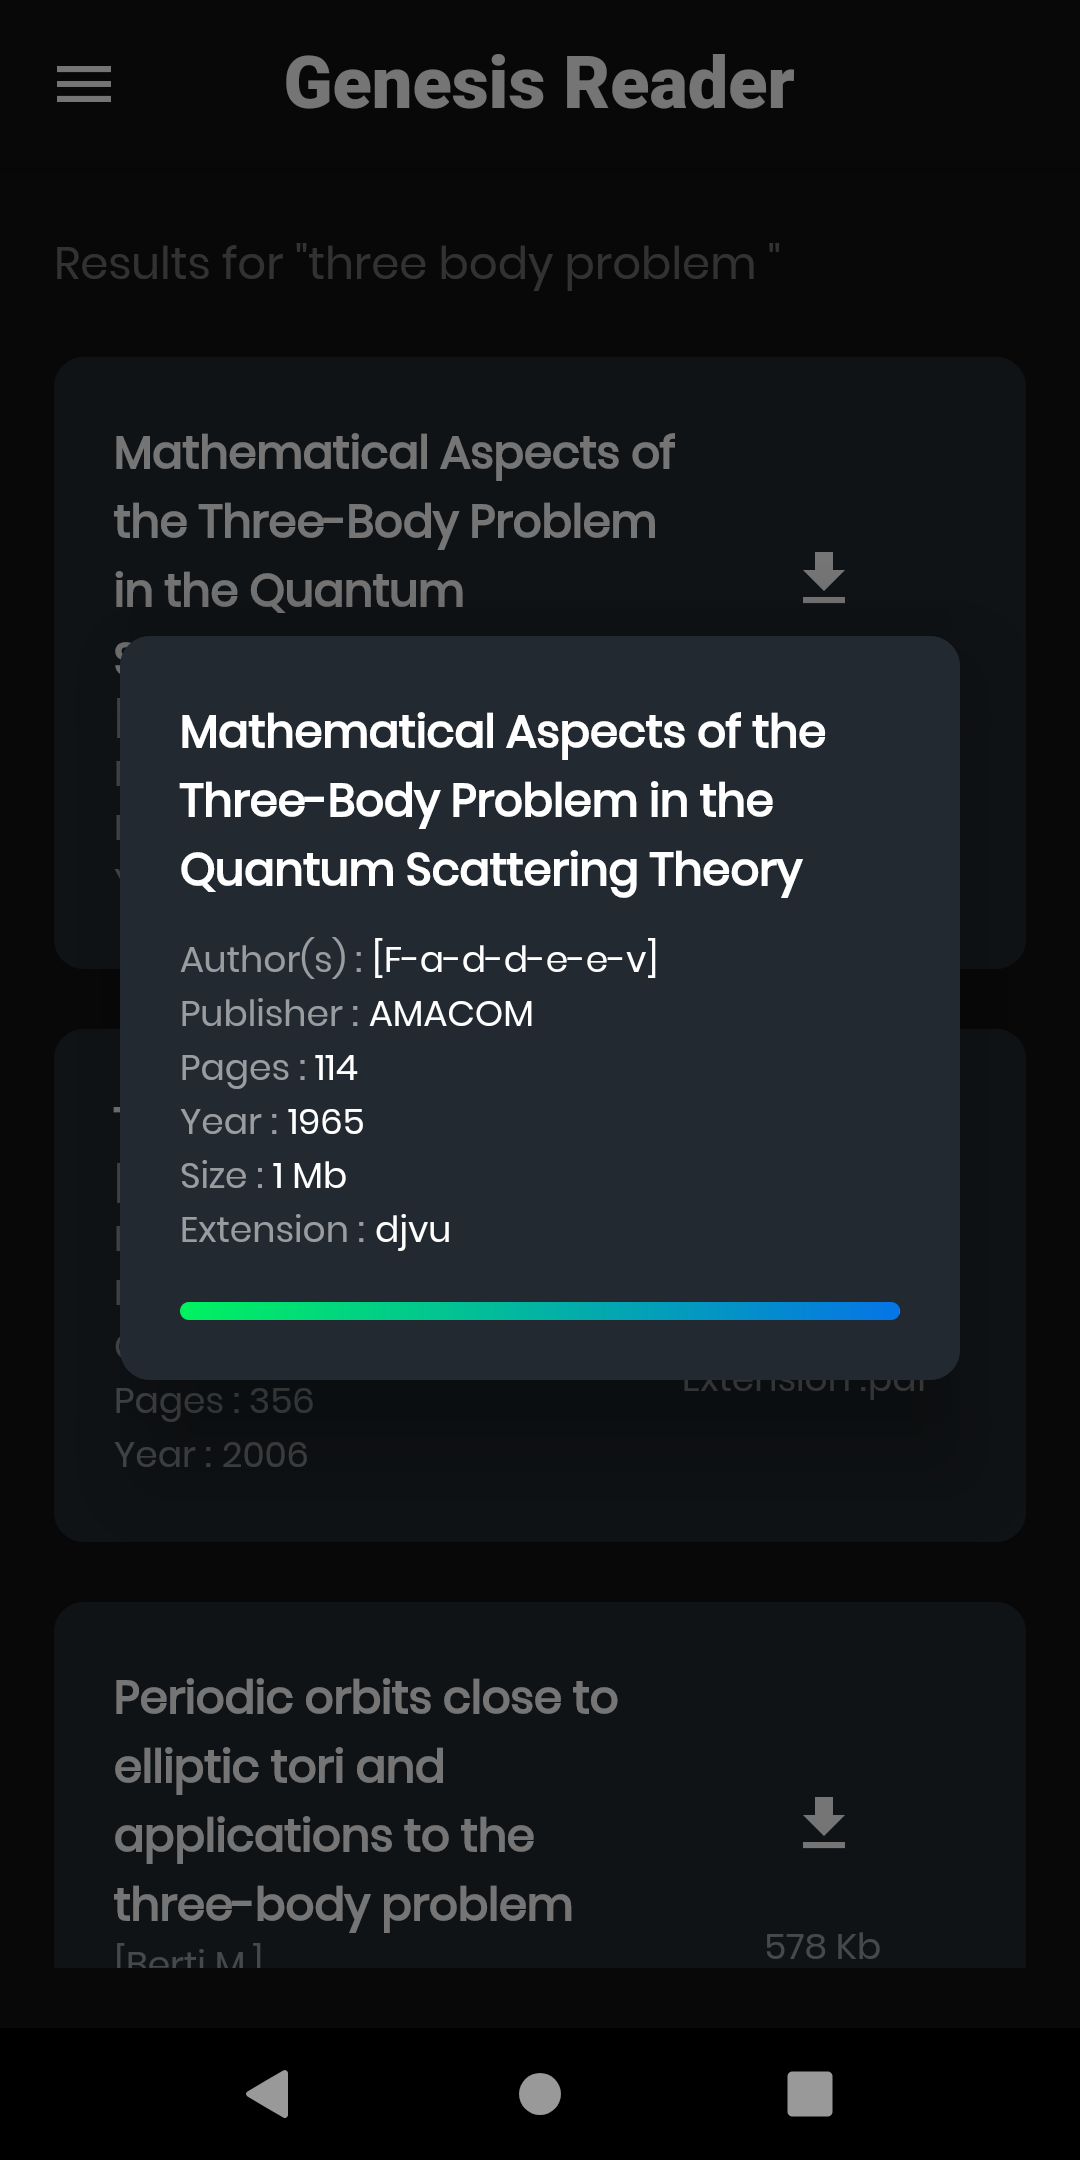 Genesis Reader
Results for "three body problem "
Mathematical Aspects of
the Three-Body Problem
in the Quantum
Mathematical Aspects of the
Three-Body Problem in the
Quantum Scattering Theory
Author(s) : [F-a-d-d-e-e-v]
Publisher : AMACOM
Pages : 114
Year : 1965
Size : 1 Mb
Extension : djvu
Extension :pdf
Pages : 356
Year : 2006
Periodic orbits close to
elliptic tori and
applications to the
three-body problem
[Berti M.]
578 Kb